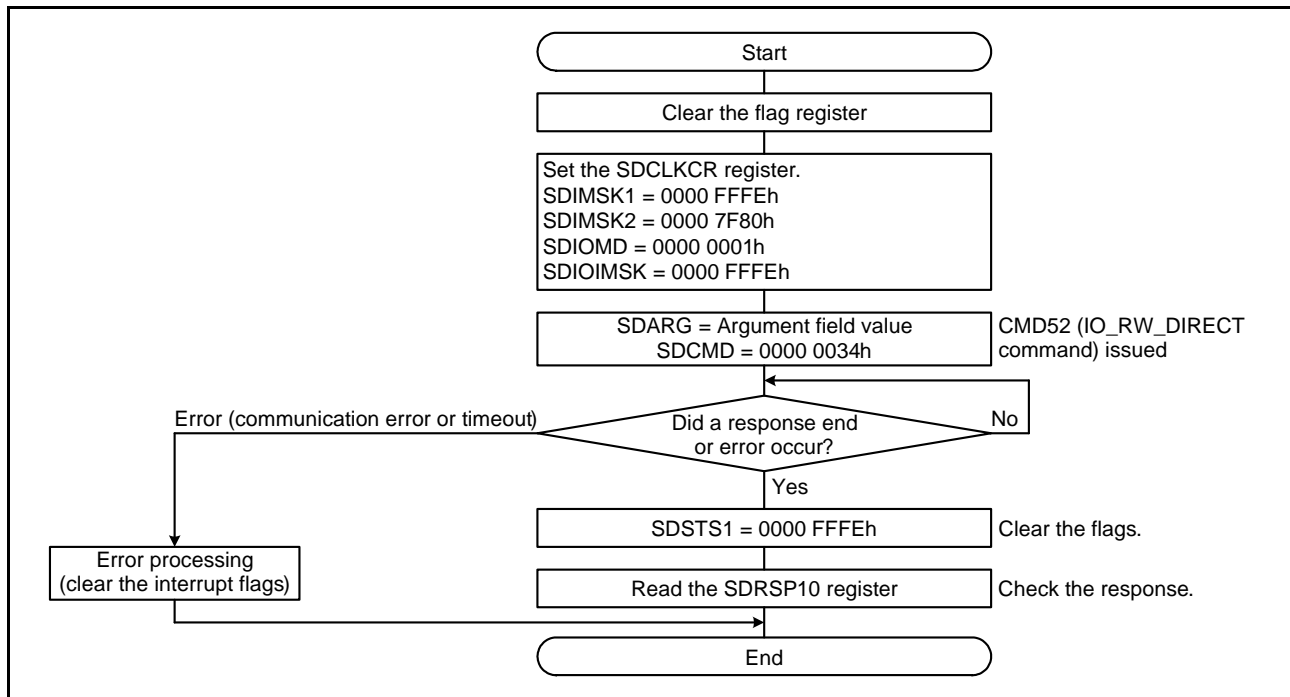 Start
Clear the flag register
Set the SDCLKCR register.
SDIMSK1 = 0000 FFFEh
SDIMSK2 = 0000 7F80h
SDIOMD = 0000 0001h
SDIOIMSK = 0000 FFFEh
SDARG = Argument field value
SDCMD = 0000 0034h
CMD52 (IO_RW_DIRECT
command) issued
Error (communication error or timeout)
Did a response end
or error occur?
No
Yes
SDSTS1 = 0000 FFFEh
Clear the flags.
Error processing
(clear the interrupt flags)
Read the SDRSP10 register
Check the response.
End